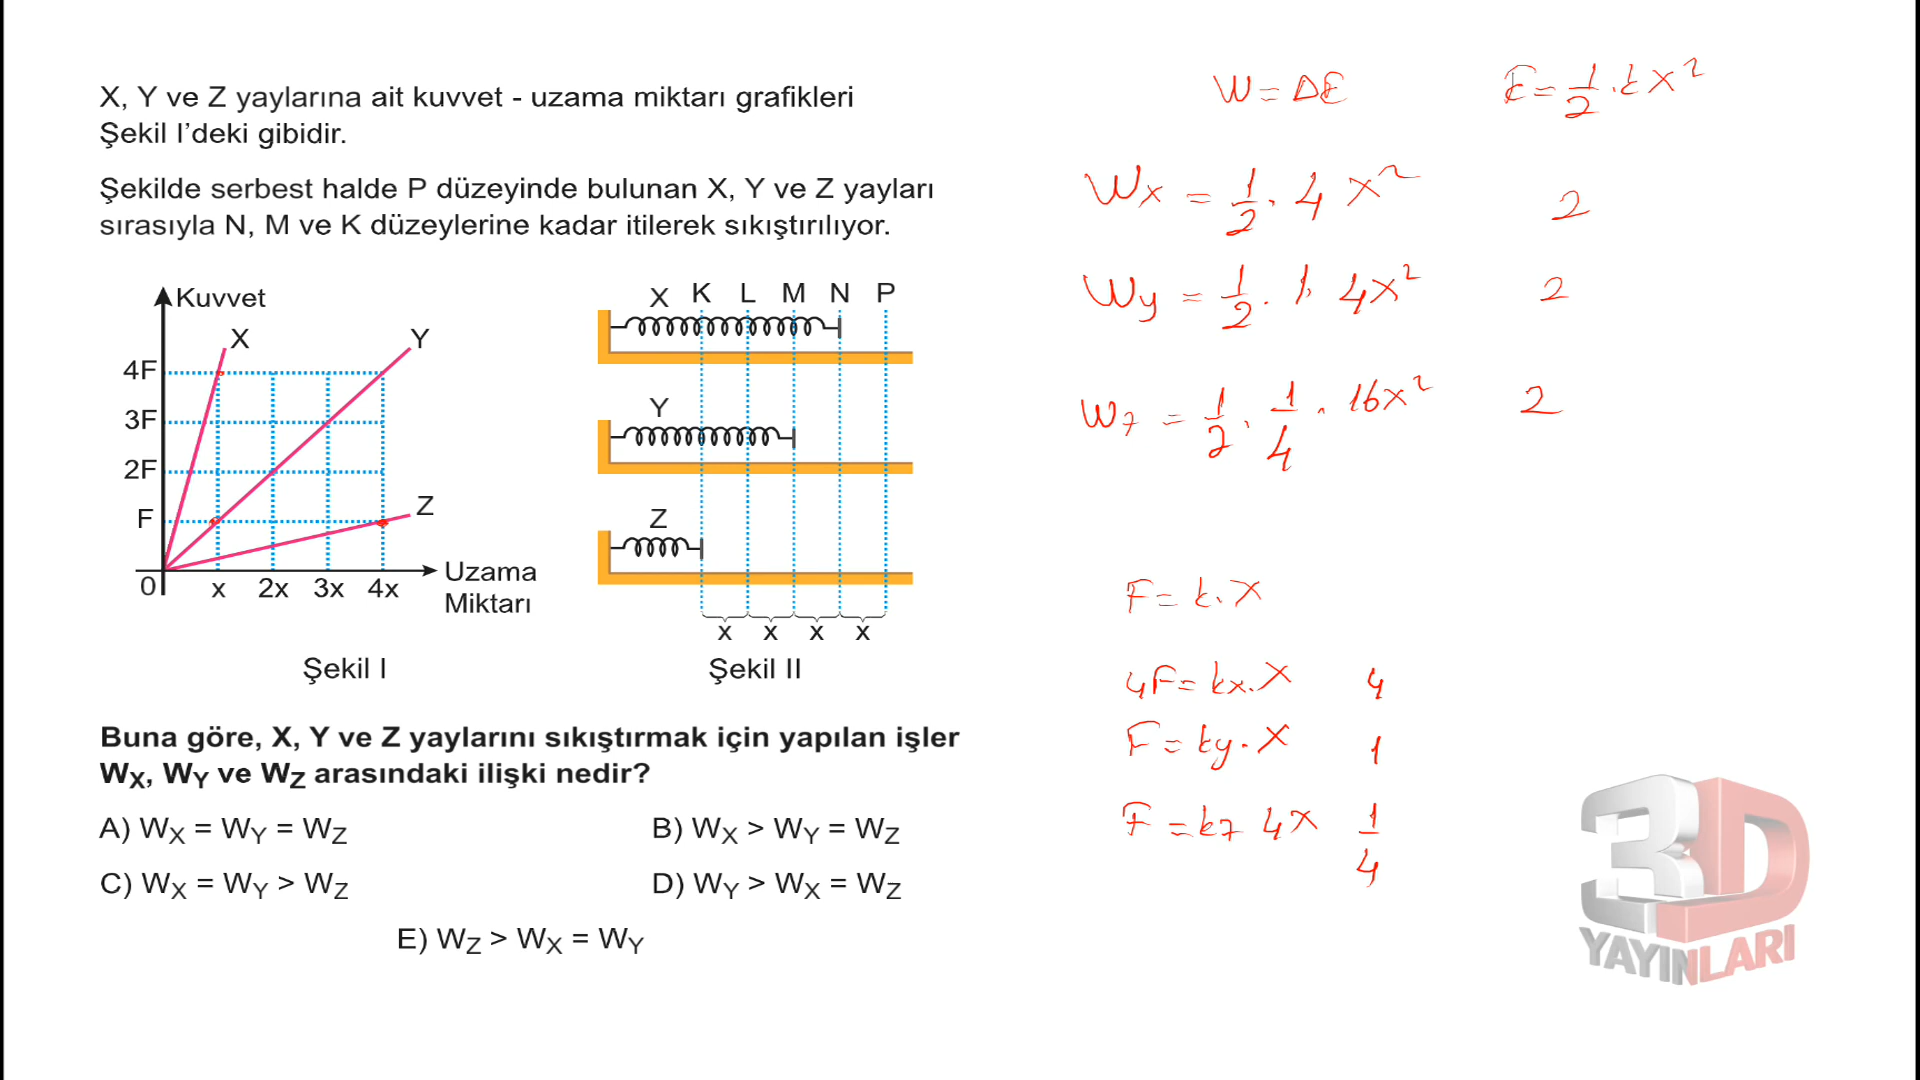 X, Y ve Z yaylarına ait kuvvet - uzama miktarı grafikleri
Şekil I’deki gibidir.
Şekilde serbest halde P düzeyinde bulunan X, Y ve Z yayları
sırasıyla N, M ve K düzeylerine kadar itilerek sıkıştırılıyor.
Kuvvet
X
Y
4F
3F
2F
F
Z
0
x 2x 3x 4x
Uzama
Miktarı
Şekil I
X K L M N P
Y
Z
x x x x
Şekil II
Buna göre, X, Y ve Z yaylarını sıkıştırmak için yapılan işler
WX, WY ve WZ arasındaki ilişki nedir?
A) WX = WY = WZ
B) WX > WY = WZ
C) WX = WY > WZ
D) WY > WX = WZ
E) WZ > WX = WY
W = ΔE
E = 1/2 . k x²
Wx = 1/2 . 4 x² 2
Wy = 1/2 . 1 4x² 2
Wz = 1/2 . 1/4 . 16x² 2
F = k . x
4F = kx . x 4
F = ky . x 1
F = kz 4x 1/4
3D
YAYINLARI